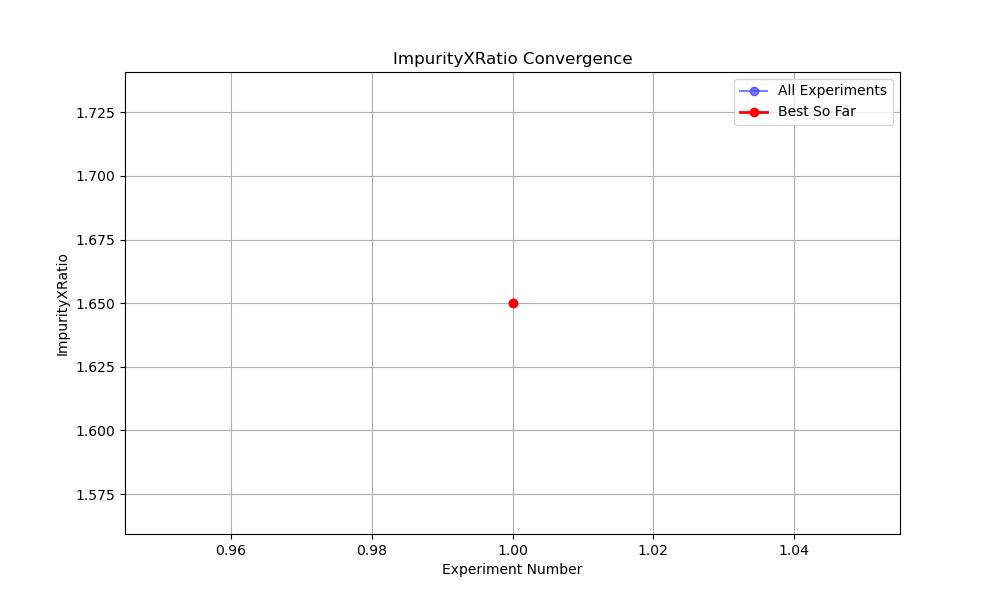 ImpurityXRatio Convergence
All Experiments
Best So Far
1.725
1.700
1.675
1.650
1.625
1.600
1.575
ImpurityXRatio
0.96
0.98
1.00
1.02
1.04
Experiment Number